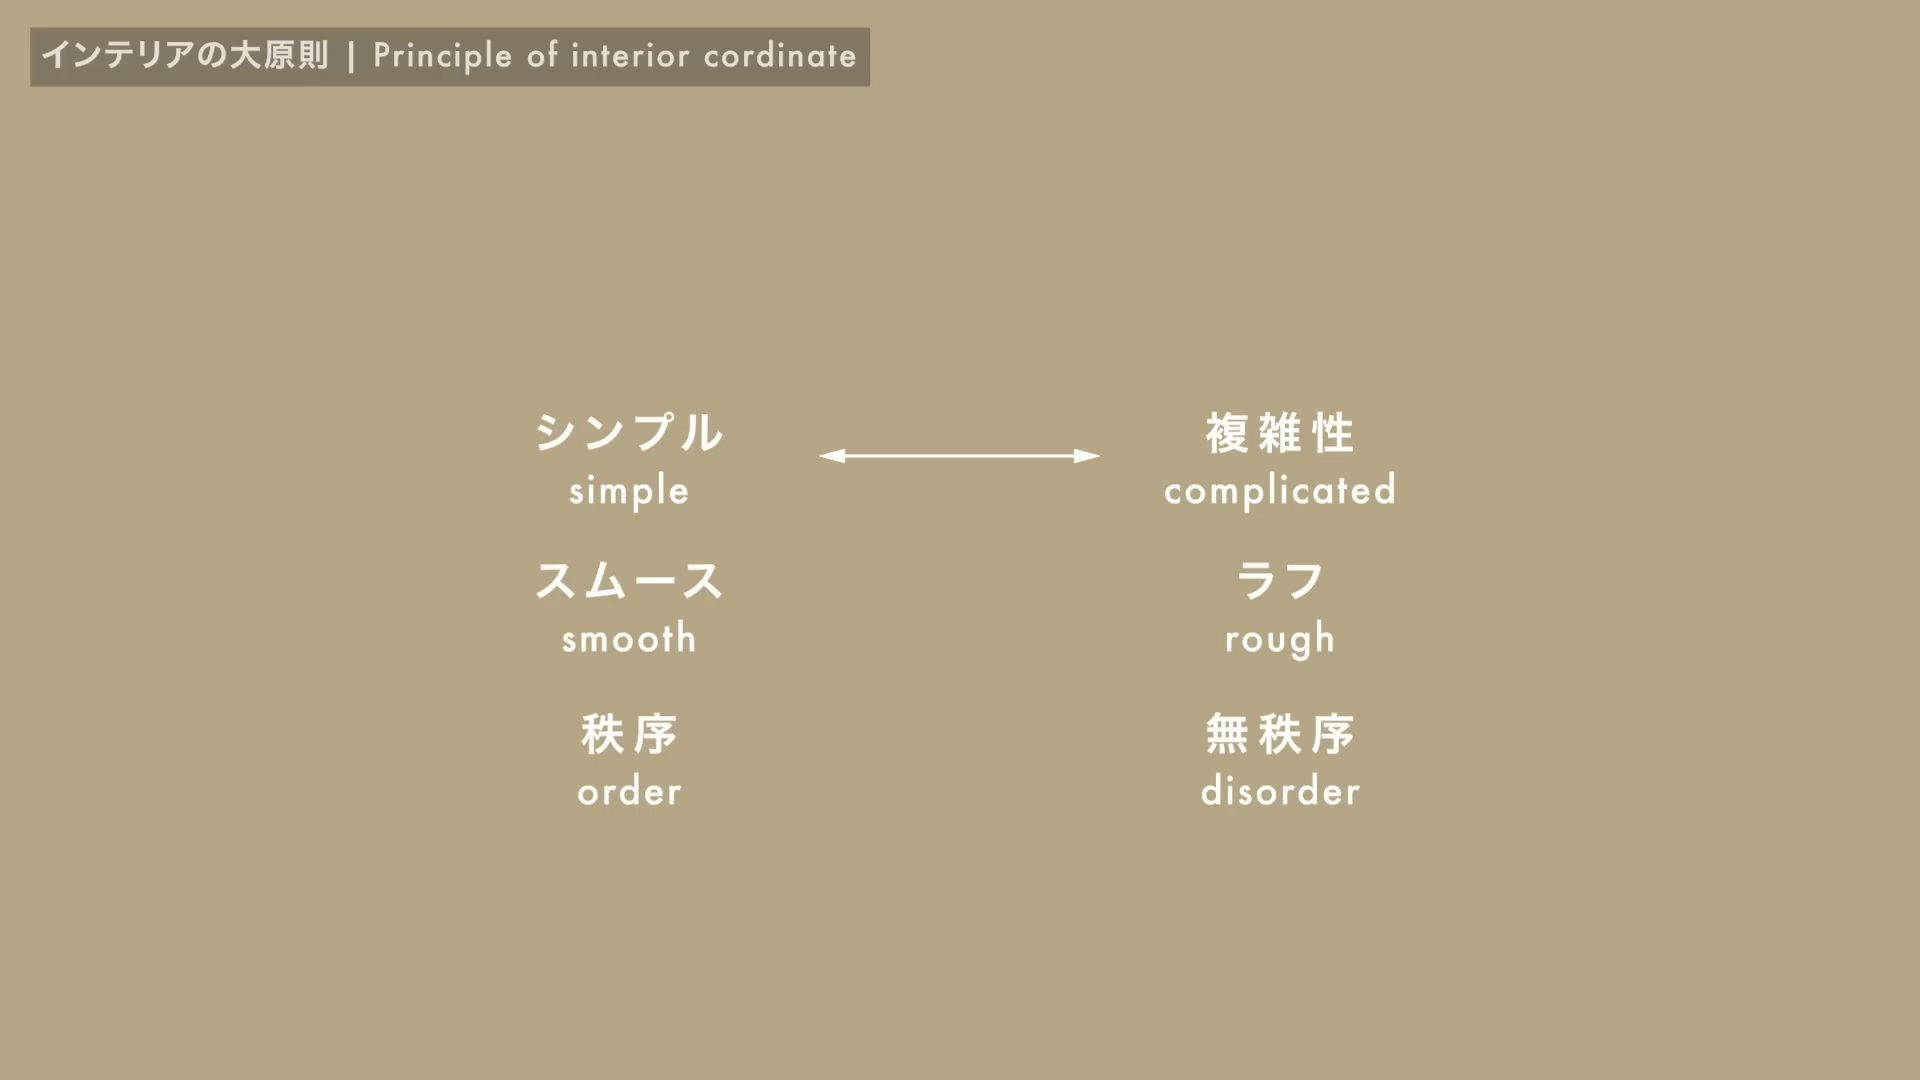 インテリアの大原則 | Principle of interior cordinate
シンプル
simple
複雑性
complicated
スムース
smooth
ラフ
rough
秩序
order
無秩序
disorder